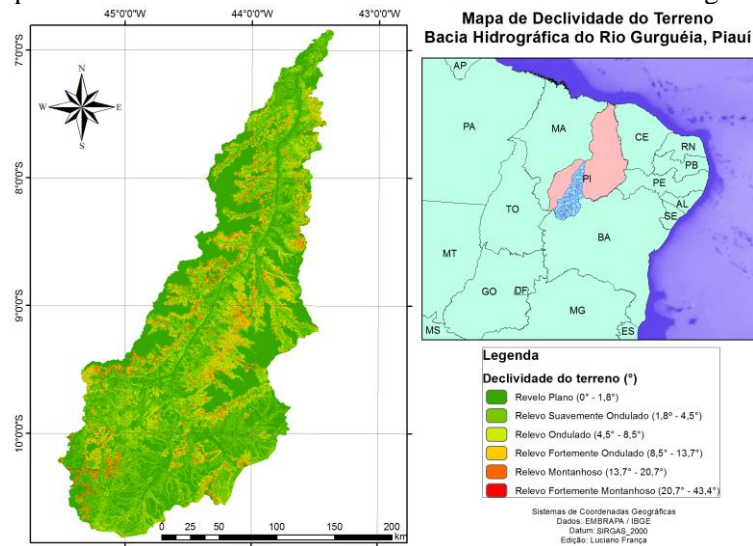 45°0'0"S
44°0'0"S
43°0'0"S
7°0'0"S
8°0'0"S
9°0'0"S
10°0'0"S
N
W
E
S
0 25 50 100 150 200
km
Mapa de Declividade do Terreno
Bacia Hidrográfica do Rio Gurguéia, Piauí
AP
PA
MA
CE
RN
PB
PI
PE
AL
SE
TO
BA
MT
GO
DF
MG
MS
ES
Legenda
Declividade do terreno (°)
Revelo Plano (0° - 1,8°)
Relevo Suavemente Ondulado (1,8º - 4,5°)
Relevo Ondulado (4,5° - 8,5°)
Relevo Fortemente Ondulado (8,5° - 13,7°)
Relevo Montanhoso (13,7° - 20,7°)
Relevo Fortemente Montanhoso (20,7° - 43,4°)
Sistemas de Coordenadas Geográficas
Dados: EMBRAPA / IBGE
Datum: SIRGAS_2000
Edição: Luciano França